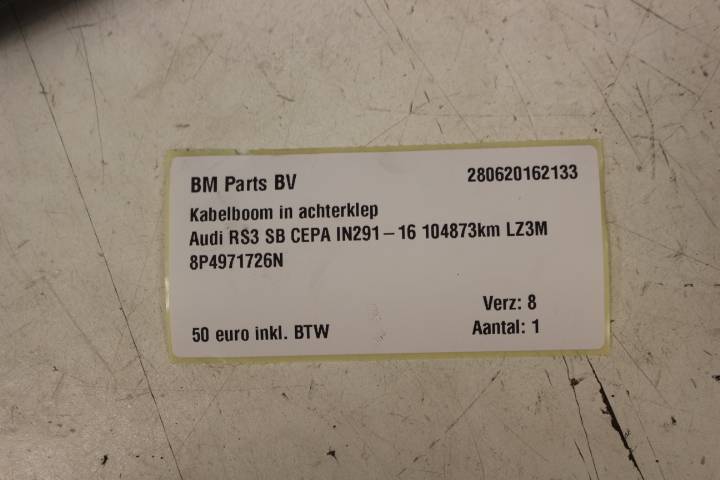 BM Parts BV 280620162133
Kabelboom in achterklep
Audi RS3 SB CEPA IN291-16 104873km LZ3M
8P4971726N
Verz: 8
50 euro inkl. BTW Aantal: 1